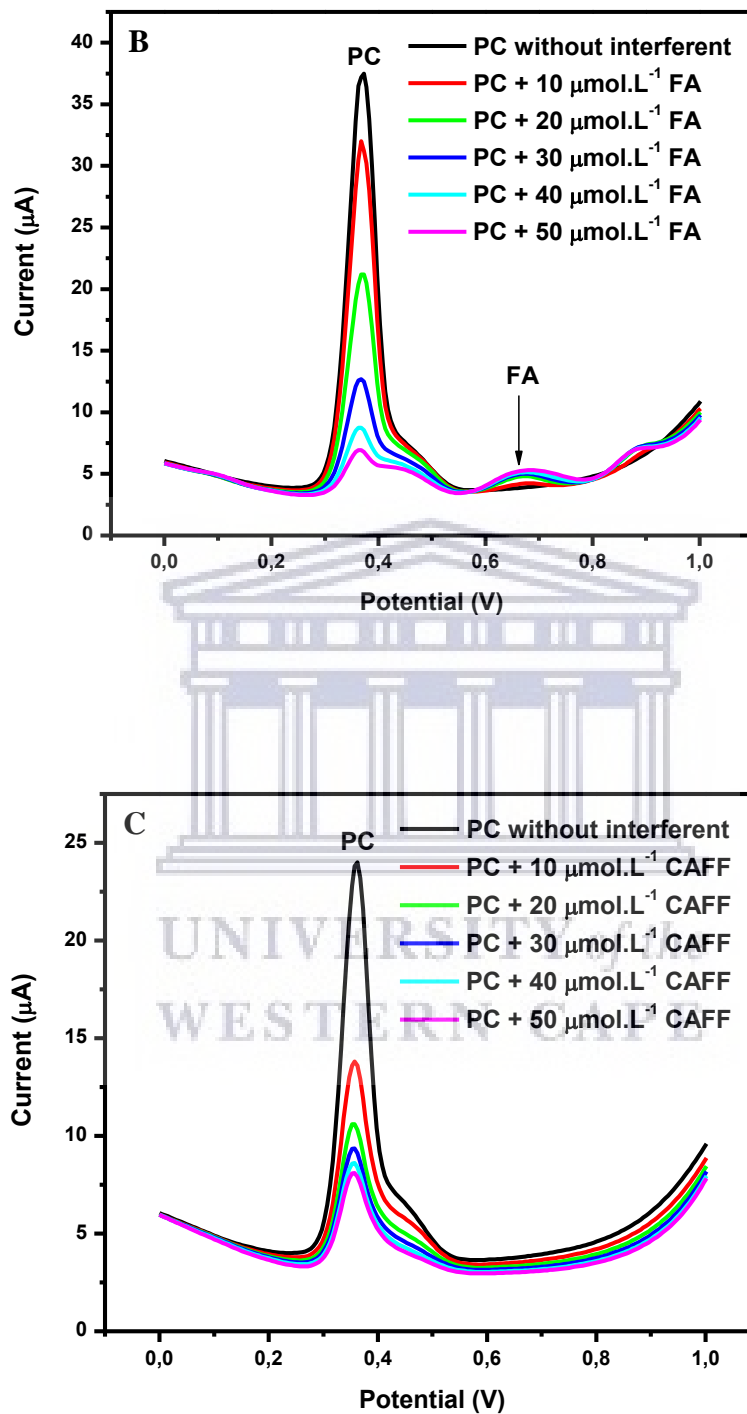 B
PC
PC without interferent
PC + 10 μmol.L⁻¹ FA
PC + 20 μmol.L⁻¹ FA
PC + 30 μmol.L⁻¹ FA
PC + 40 μmol.L⁻¹ FA
PC + 50 μmol.L⁻¹ FA
FA
Current (μA)
40
35
30
25
20
15
10
5
0
0,0 0,2 0,4 0,6 0,8 1,0
Potential (V)
C
PC
PC without interferent
PC + 10 μmol.L⁻¹ CAFF
PC + 20 μmol.L⁻¹ CAFF
PC + 30 μmol.L⁻¹ CAFF
PC + 40 μmol.L⁻¹ CAFF
PC + 50 μmol.L⁻¹ CAFF
UNIVERSITY of the
WESTERN CAPE
Current (μA)
25
20
15
10
5
0
0,0 0,2 0,4 0,6 0,8 1,0
Potential (V)